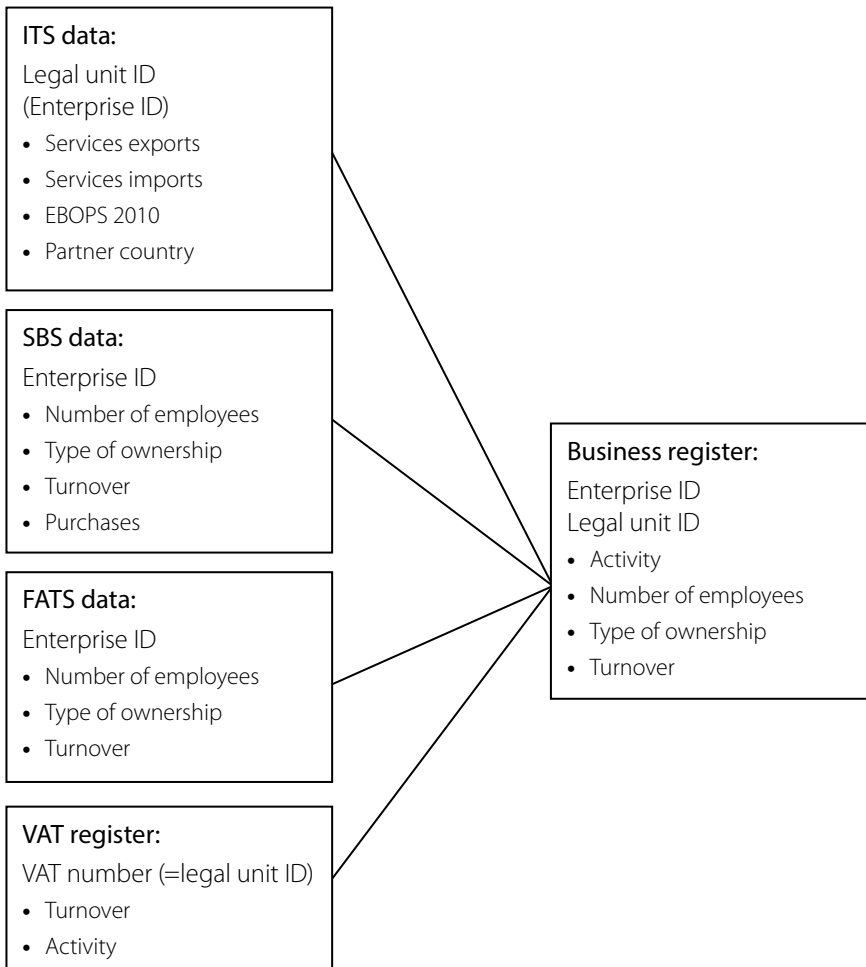 ITS data:
Legal unit ID
(Enterprise ID)
• Services exports
• Services imports
• EBOPS 2010
• Partner country
SBS data:
Enterprise ID
• Number of employees
• Type of ownership
• Turnover
• Purchases
FATS data:
Enterprise ID
• Number of employees
• Type of ownership
• Turnover
VAT register:
VAT number (=legal unit ID)
• Turnover
• Activity
Business register:
Enterprise ID
Legal unit ID
• Activity
• Number of employees
• Type of ownership
• Turnover